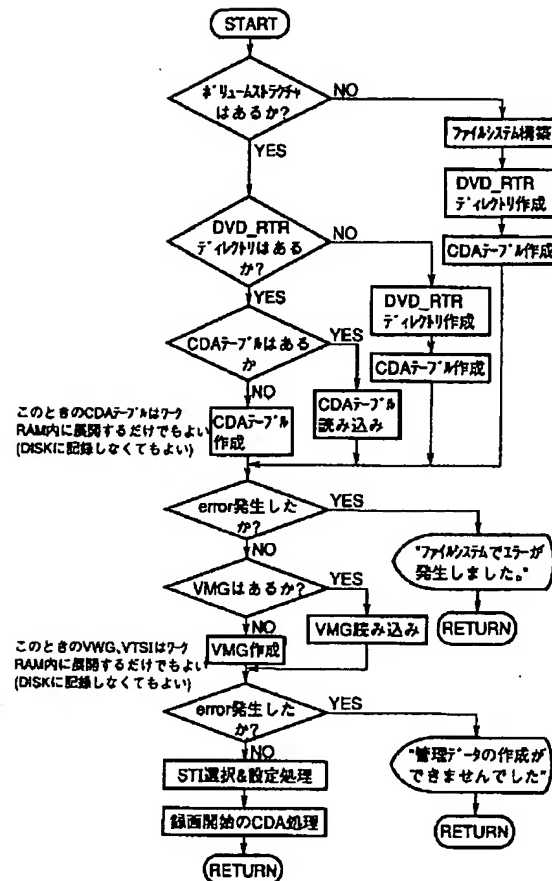 START
ボリュームストラクチャ
はあるか?
NO
YES
ファイルシステム構築
DVD_RTR
ディレクトリ作成
CDAテーブル作成
DVD_RTR
ディレクトリはある
か?
NO
YES
DVD_RTR
ディレクトリ作成
CDAテーブル作成
CDAテーブルはある
か
YES
NO
CDAテーブル
読み込み
このときのCDAテーブルはワーク
RAM内に展開するだけでもよい
(DISKに記録しなくてもよい)
CDAテーブル
作成
error発生した
か?
YES
NO
"ファイルシステムでエラーが
発生しました。"
RETURN
VMGはあるか?
YES
NO
VMG読み込み
このときのVWG、VTSIはワーク
RAM内に展開するだけでもよい
(DISKに記録しなくてもよい)
VMG作成
error発生した
か?
YES
NO
"管理データの作成が
できませんでした"
RETURN
STI選択&設定処理
録画開始のCDA処理
RETURN